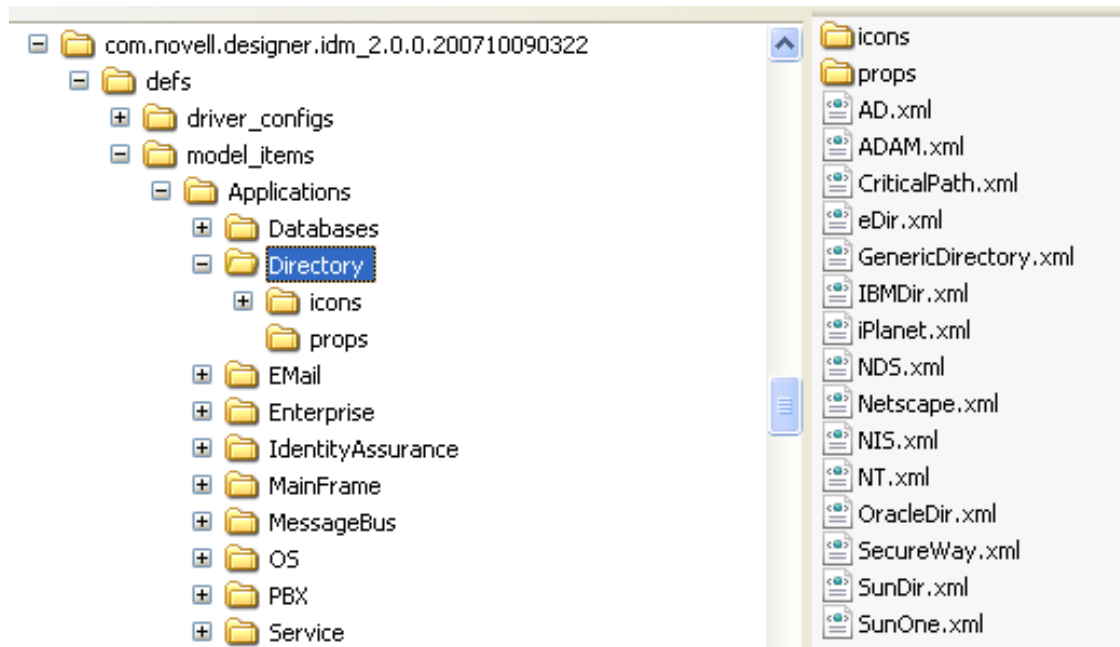 com.novell.designer.idm_2.0.0.200710090322
defs
driver_configs
model_items
Applications
Databases
Directory
icons
props
EMail
Enterprise
IdentityAssurance
MainFrame
MessageBus
OS
PBX
Service
icons
props
AD.xml
ADAM.xml
CriticalPath.xml
eDir.xml
GenericDirectory.xml
IBMDir.xml
iPlanet.xml
NDS.xml
Netscape.xml
NIS.xml
NT.xml
OracleDir.xml
SecureWay.xml
SunDir.xml
SunOne.xml